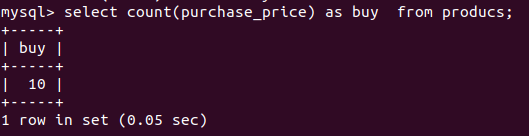 mysql> select count(purchase_price) as buy  from producs;
+-----+
| buy |
+-----+
|  10 |
+-----+
1 row in set (0.05 sec)